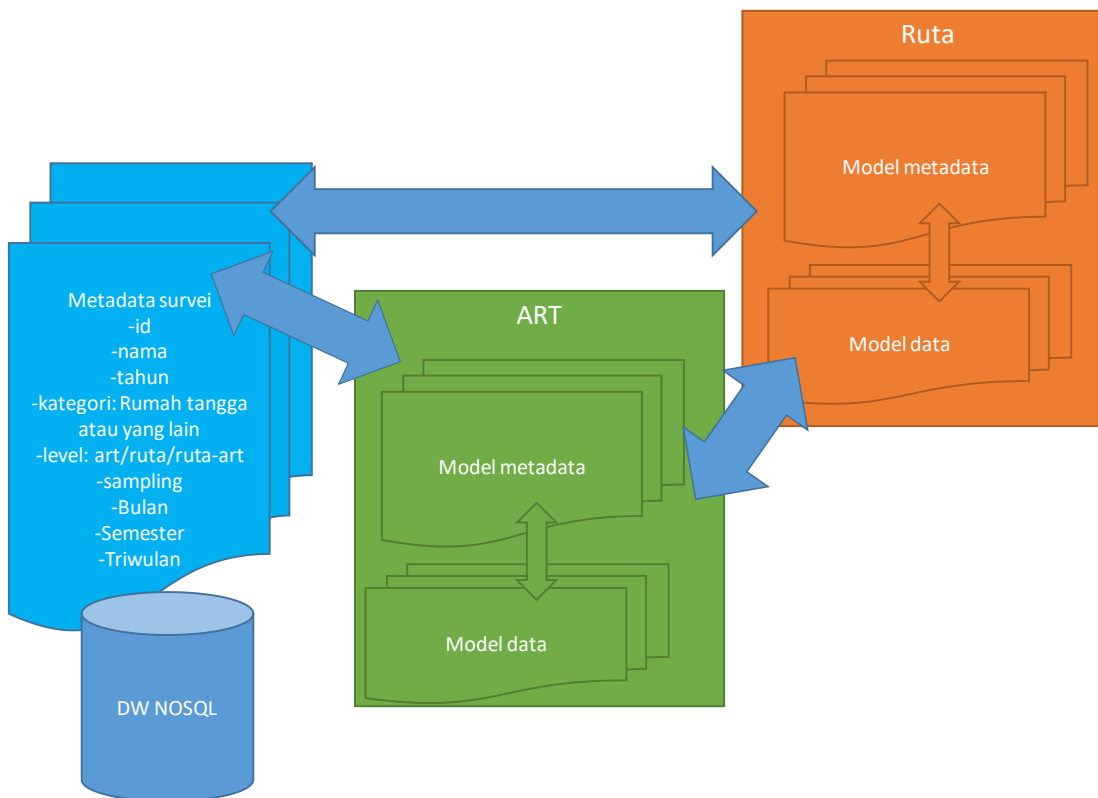 Ruta
Model metadata
Model data
Metadata survei
-id
-nama
-tahun
-kategori: Rumah tangga
atau yang lain
-level: art/ruta/ruta-art
-sampling
-Bulan
-Semester
-Triwulan
ART
Model metadata
Model data
DW NOSQL